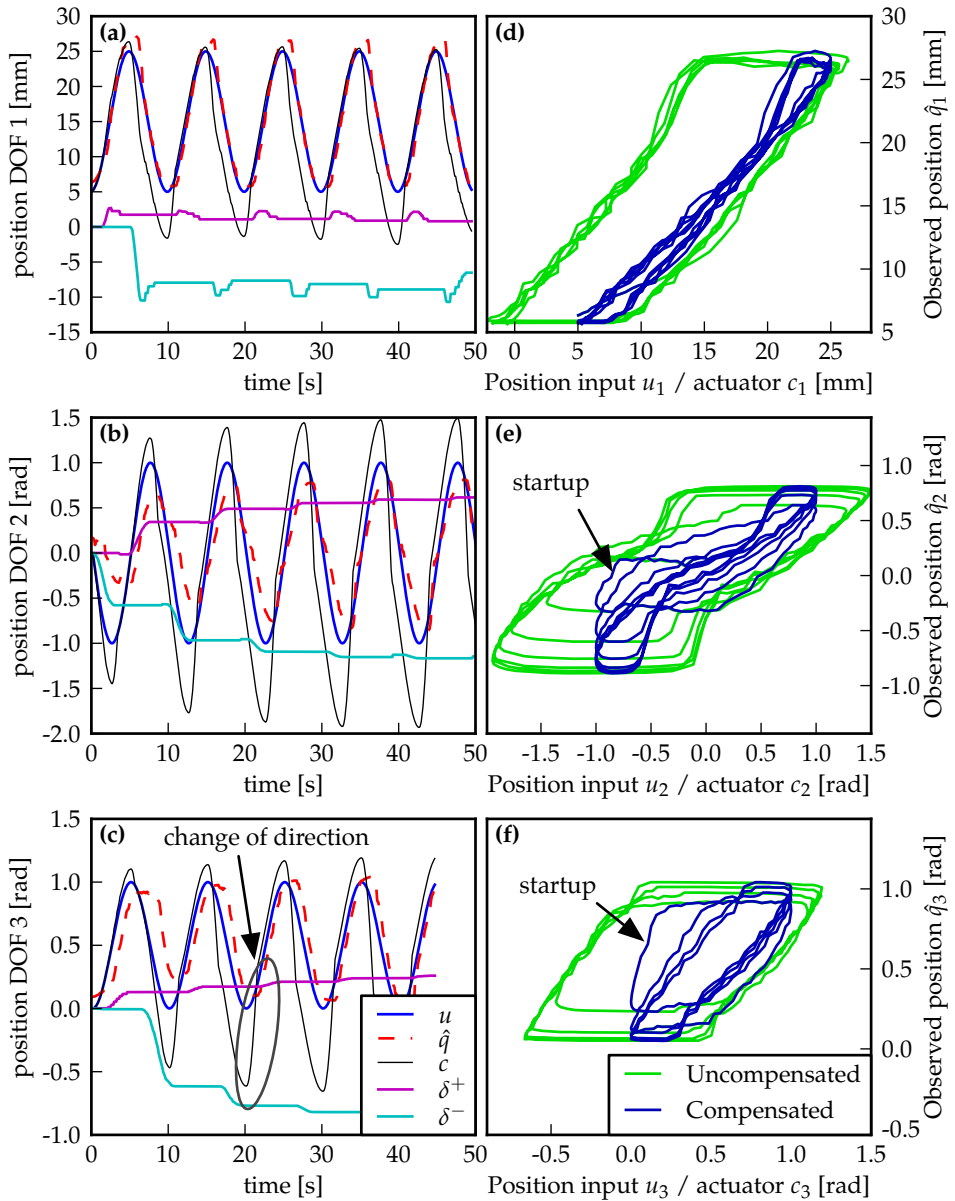 (a)
position DOF 1 [mm]
30
25
20
15
10
5
0
-5
-10
-15
0 10 20 30 40 50
time [s]
(d)
Observed position q̂1 [mm]
30
25
20
15
10
5
0 5 10 15 20 25
Position input u1 / actuator c1 [mm]
(b)
position DOF 2 [rad]
1.5
1.0
0.5
0.0
-0.5
-1.0
-1.5
-2.0
0 10 20 30 40 50
time [s]
(e)
startup
Observed position q̂2 [rad]
1.0
0.5
0.0
-0.5
-1.0
-1.5 -1.0 -0.5 0.0 0.5 1.0 1.5
Position input u2 / actuator c2 [rad]
(c)
change of direction
position DOF 3 [rad]
1.5
1.0
0.5
0.0
-0.5
-1.0
0 10 20 30 40 50
time [s]
u
q̂
c
δ+
δ−
(f)
startup
Observed position q̂3 [rad]
1.0
0.5
0.0
-0.5
-0.5 0.0 0.5 1.0 1.5
Uncompensated
Compensated
Position input u3 / actuator c3 [rad]